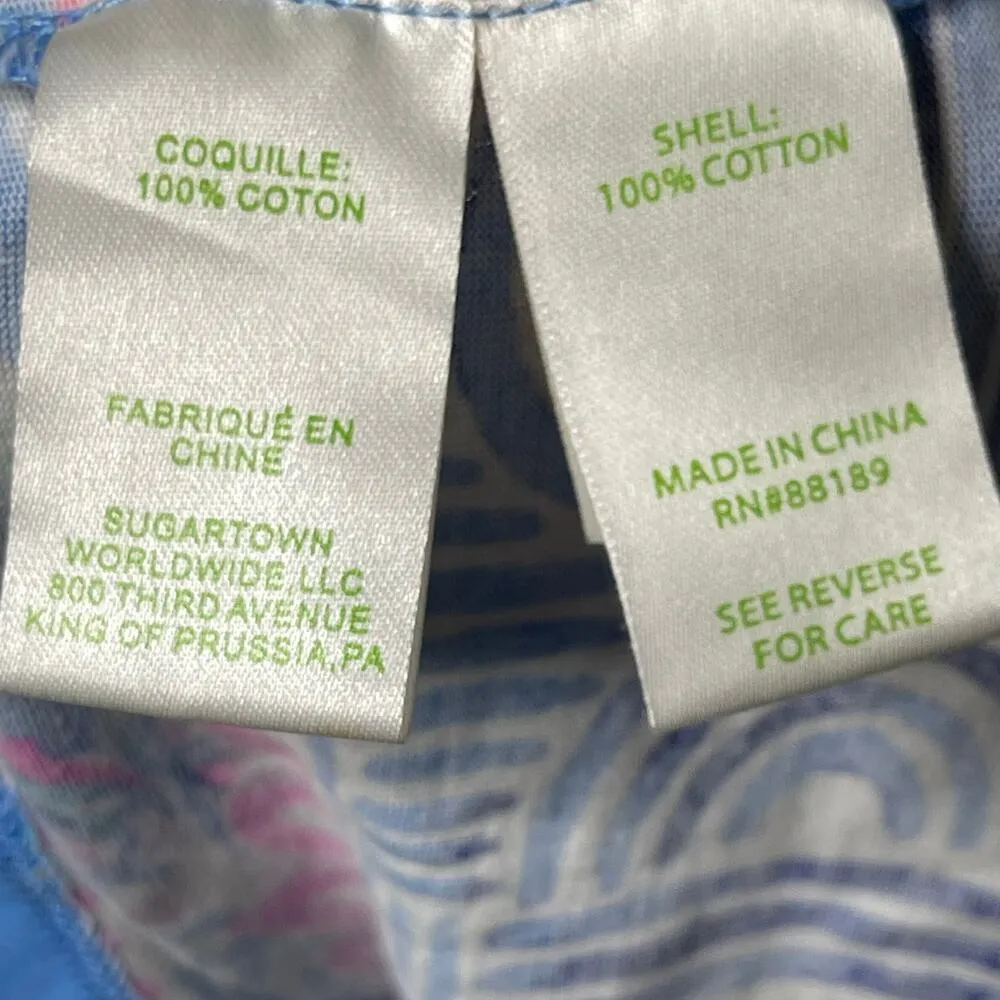 COQUILLE:
100% COTON
FABRIQUÉ EN
CHINE
SUGARTOWN
WORLDWIDE LLC
800 THIRD AVENUE
KING OF PRUSSIA, PA
SHELL:
100% COTTON
MADE IN CHINA
RN#88189
SEE REVERSE
FOR CARE